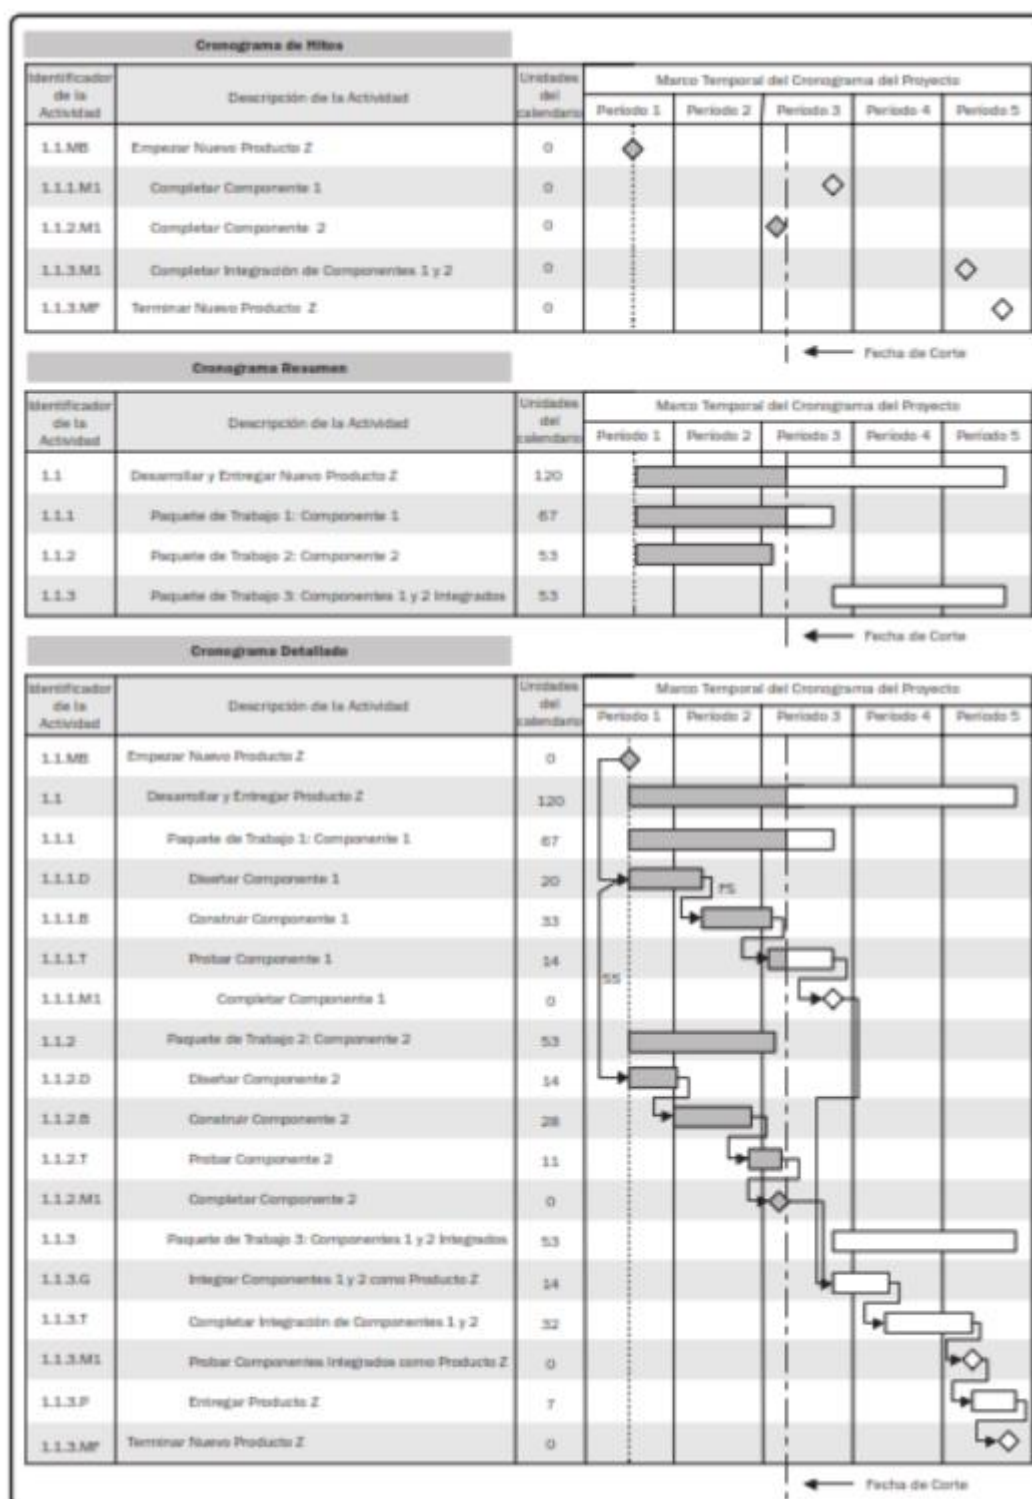 Cronograma de Hitos
Identificador de la Actividad Descripción de la Actividad Unidades del calendario Marco Temporal del Cronograma del Proyecto
Período 1 Período 2 Período 3 Período 4 Período 5
1.1.MB Empezar Nuevo Producto Z 0
1.1.1.M1 Completar Componente 1 0
1.1.2.M1 Completar Componente 2 0
1.1.3.M1 Completar Integración de Componentes 1 y 2 0
1.1.3.MF Terminar Nuevo Producto Z 0
Fecha de Corte
Cronograma Resumen
Identificador de la Actividad Descripción de la Actividad Unidades del calendario Marco Temporal del Cronograma del Proyecto
Período 1 Período 2 Período 3 Período 4 Período 5
1.1 Desarrollar y Entregar Nuevo Producto Z 120
1.1.1 Paquete de Trabajo 1: Componente 1 67
1.1.2 Paquete de Trabajo 2: Componente 2 53
1.1.3 Paquete de Trabajo 3: Componentes 1 y 2 Integrados 53
Fecha de Corte
Cronograma Detallado
Identificador de la Actividad Descripción de la Actividad Unidades del calendario Marco Temporal del Cronograma del Proyecto
Período 1 Período 2 Período 3 Período 4 Período 5
1.1.MB Empezar Nuevo Producto Z 0
1.1 Desarrollar y Entregar Producto Z 120
1.1.1 Paquete de Trabajo 1: Componente 1 67
1.1.1.D Diseñar Componente 1 20 FS
1.1.1.B Construir Componente 1 33
1.1.1.T Probar Componente 1 14
SS
1.1.1.M1 Completar Componente 1 0
1.1.2 Paquete de Trabajo 2: Componente 2 53
1.1.2.D Diseñar Componente 2 14
1.1.2.B Construir Componente 2 28
1.1.2.T Probar Componente 2 11
1.1.2.M1 Completar Componente 2 0
1.1.3 Paquete de Trabajo 3: Componentes 1 y 2 Integrados 53
1.1.3.G Integrar Componentes 1 y 2 como Producto Z 14
1.1.3.T Completar Integración de Componentes 1 y 2 32
1.1.3.M1 Probar Componentes Integrados como Producto Z 0
1.1.3.P Entregar Producto Z 7
1.1.3.MF Terminar Nuevo Producto Z 0
Fecha de Corte